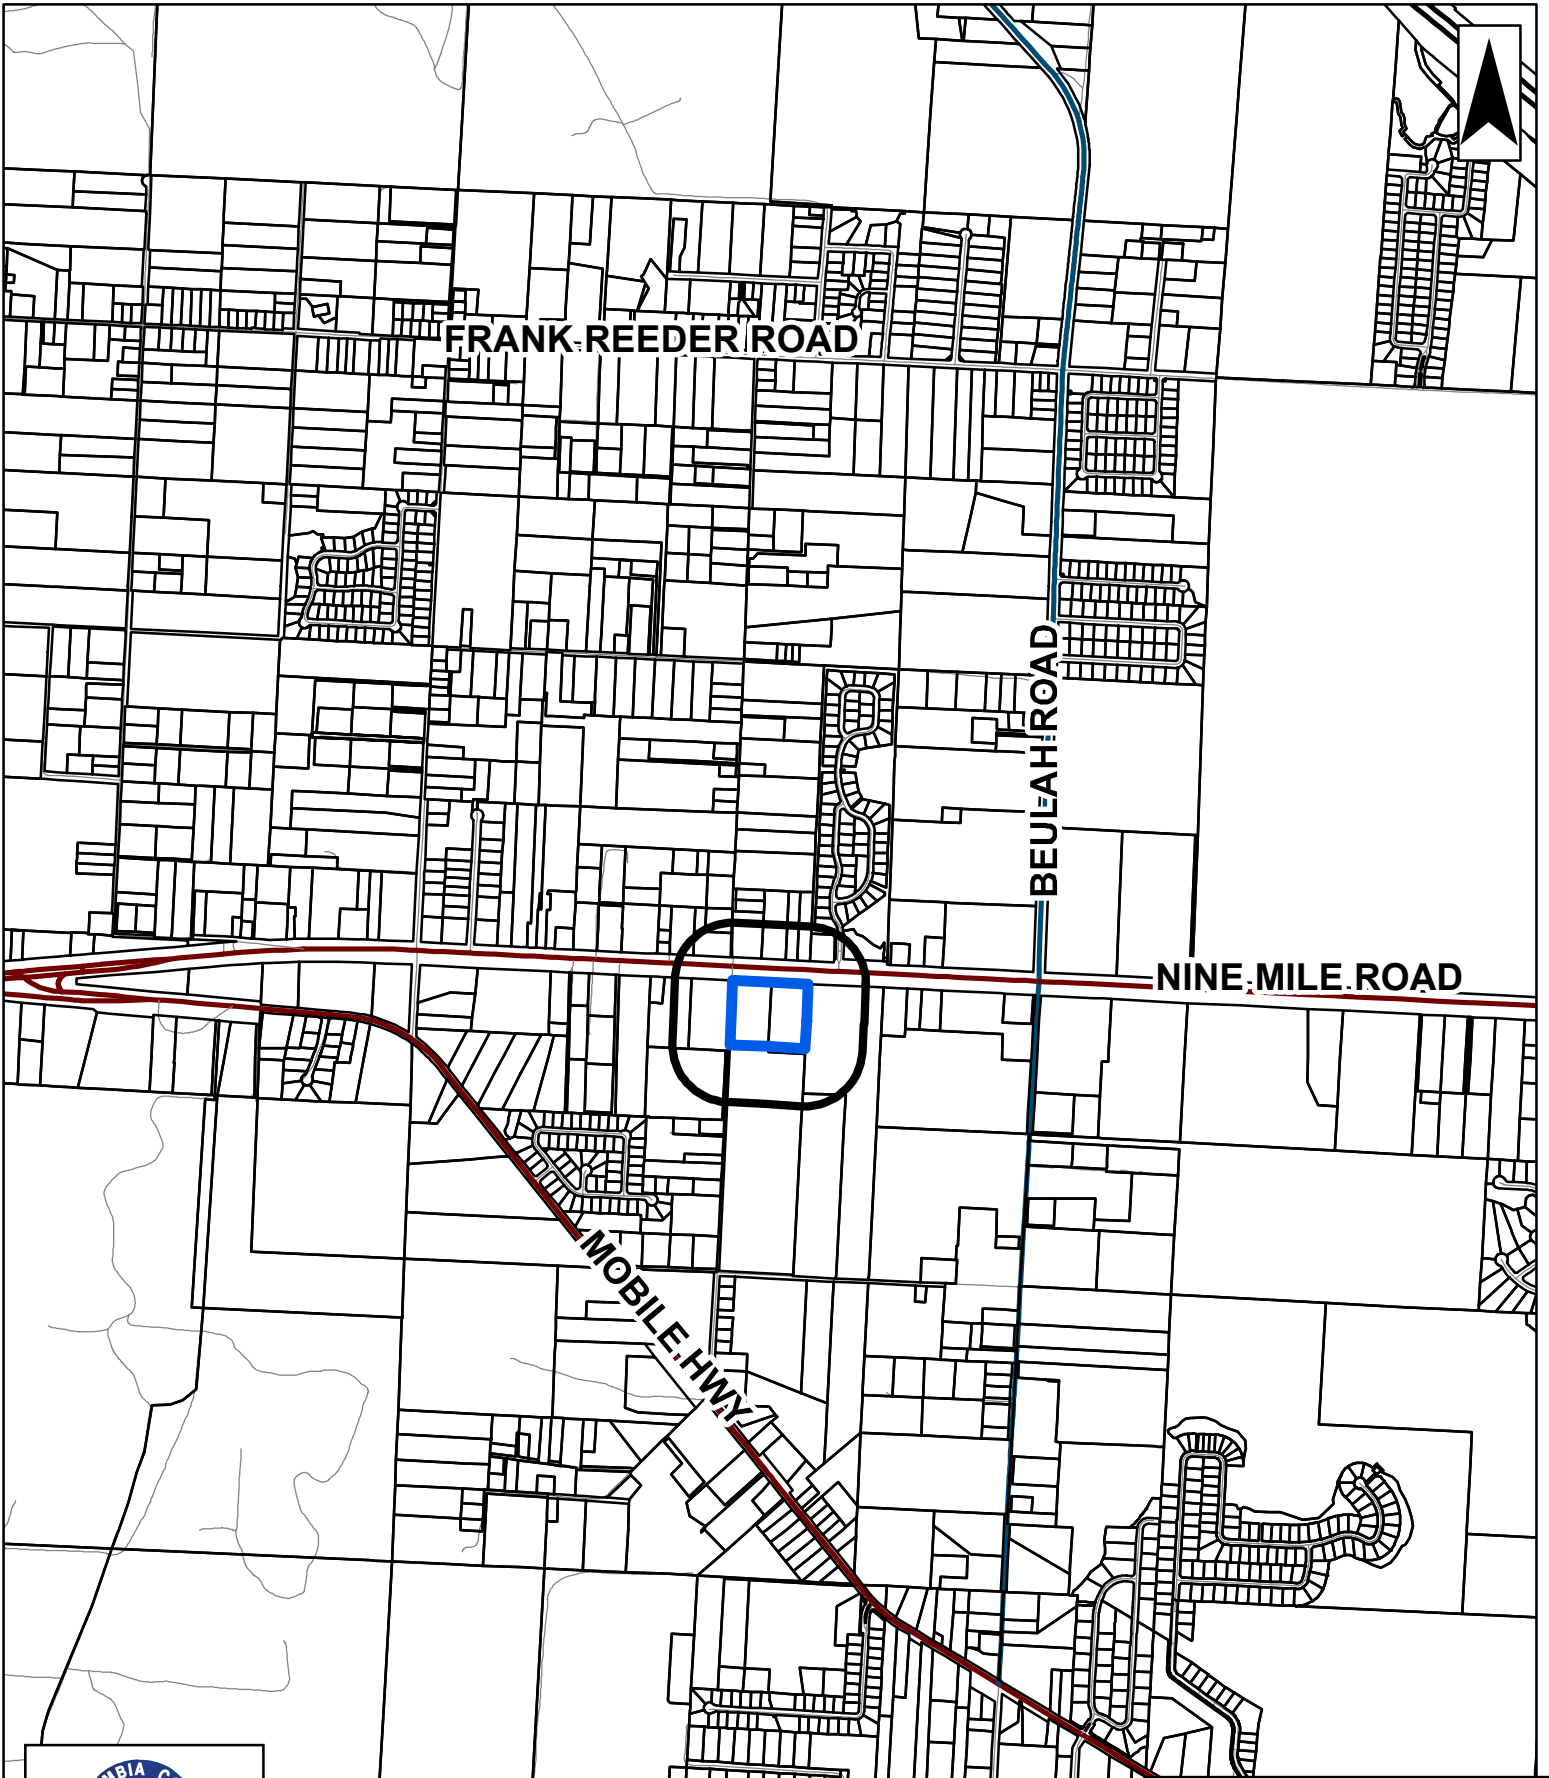 FRANK REEDER ROAD
BEULAH ROAD
NINE MILE ROAD
MOBILE HWY